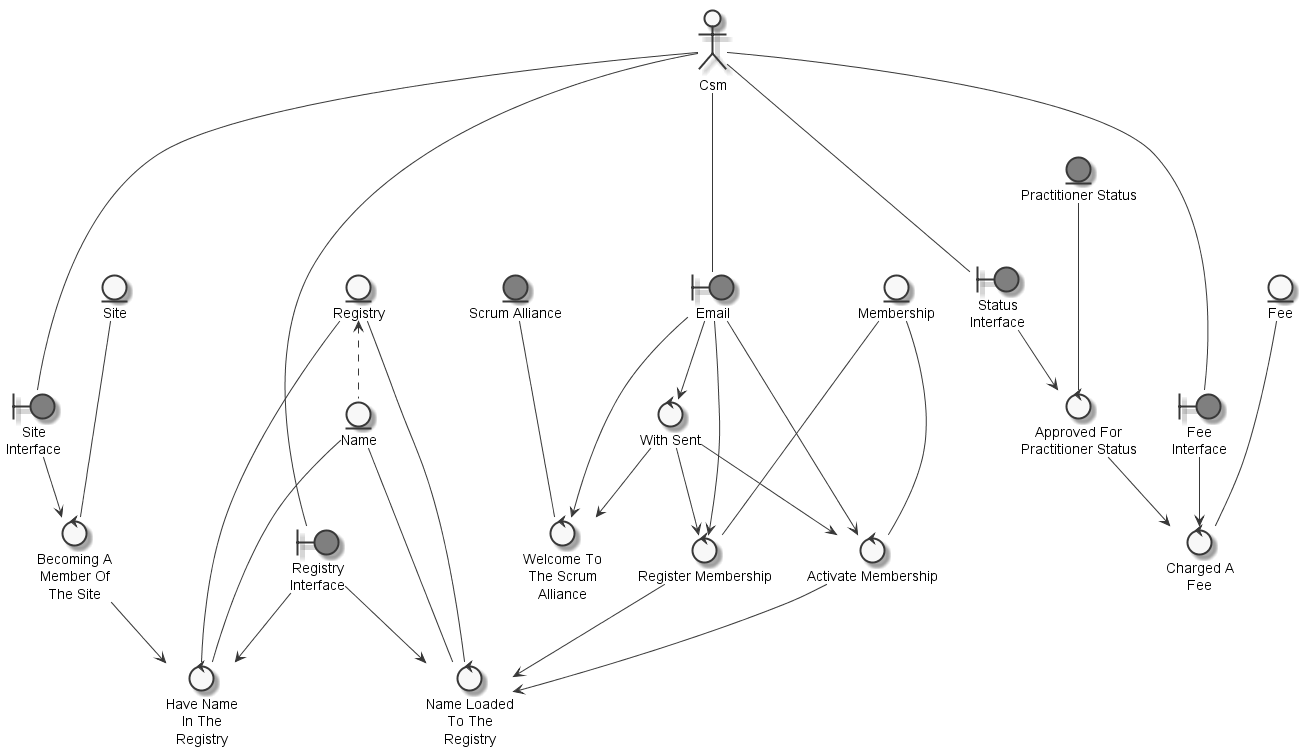 Csm
Practitioner Status
Site
Registry
Scrum Alliance
Email
Membership
Status
Interface
Fee
Site
Interface
Name
With Sent
Approved For
Practitioner Status
Fee
Interface
Becoming A
Member Of
The Site
Registry
Interface
Welcome To
The Scrum
Alliance
Register Membership
Activate Membership
Charged A
Fee
Have Name
In The
Registry
Name Loaded
To The
Registry